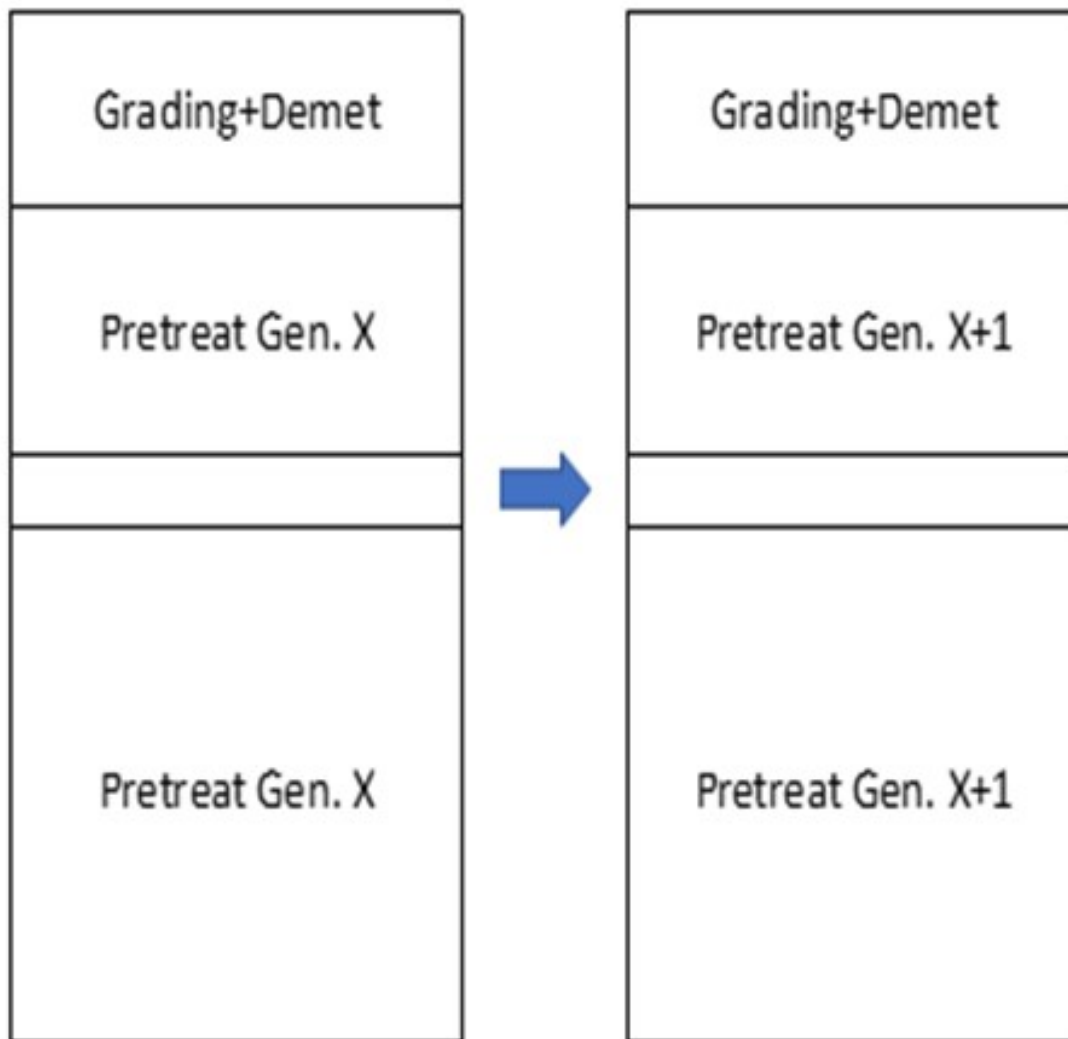 Grading+Demet
Pretreat Gen. X
Pretreat Gen. X
Grading+Demet
Pretreat Gen. X+1
Pretreat Gen. X+1